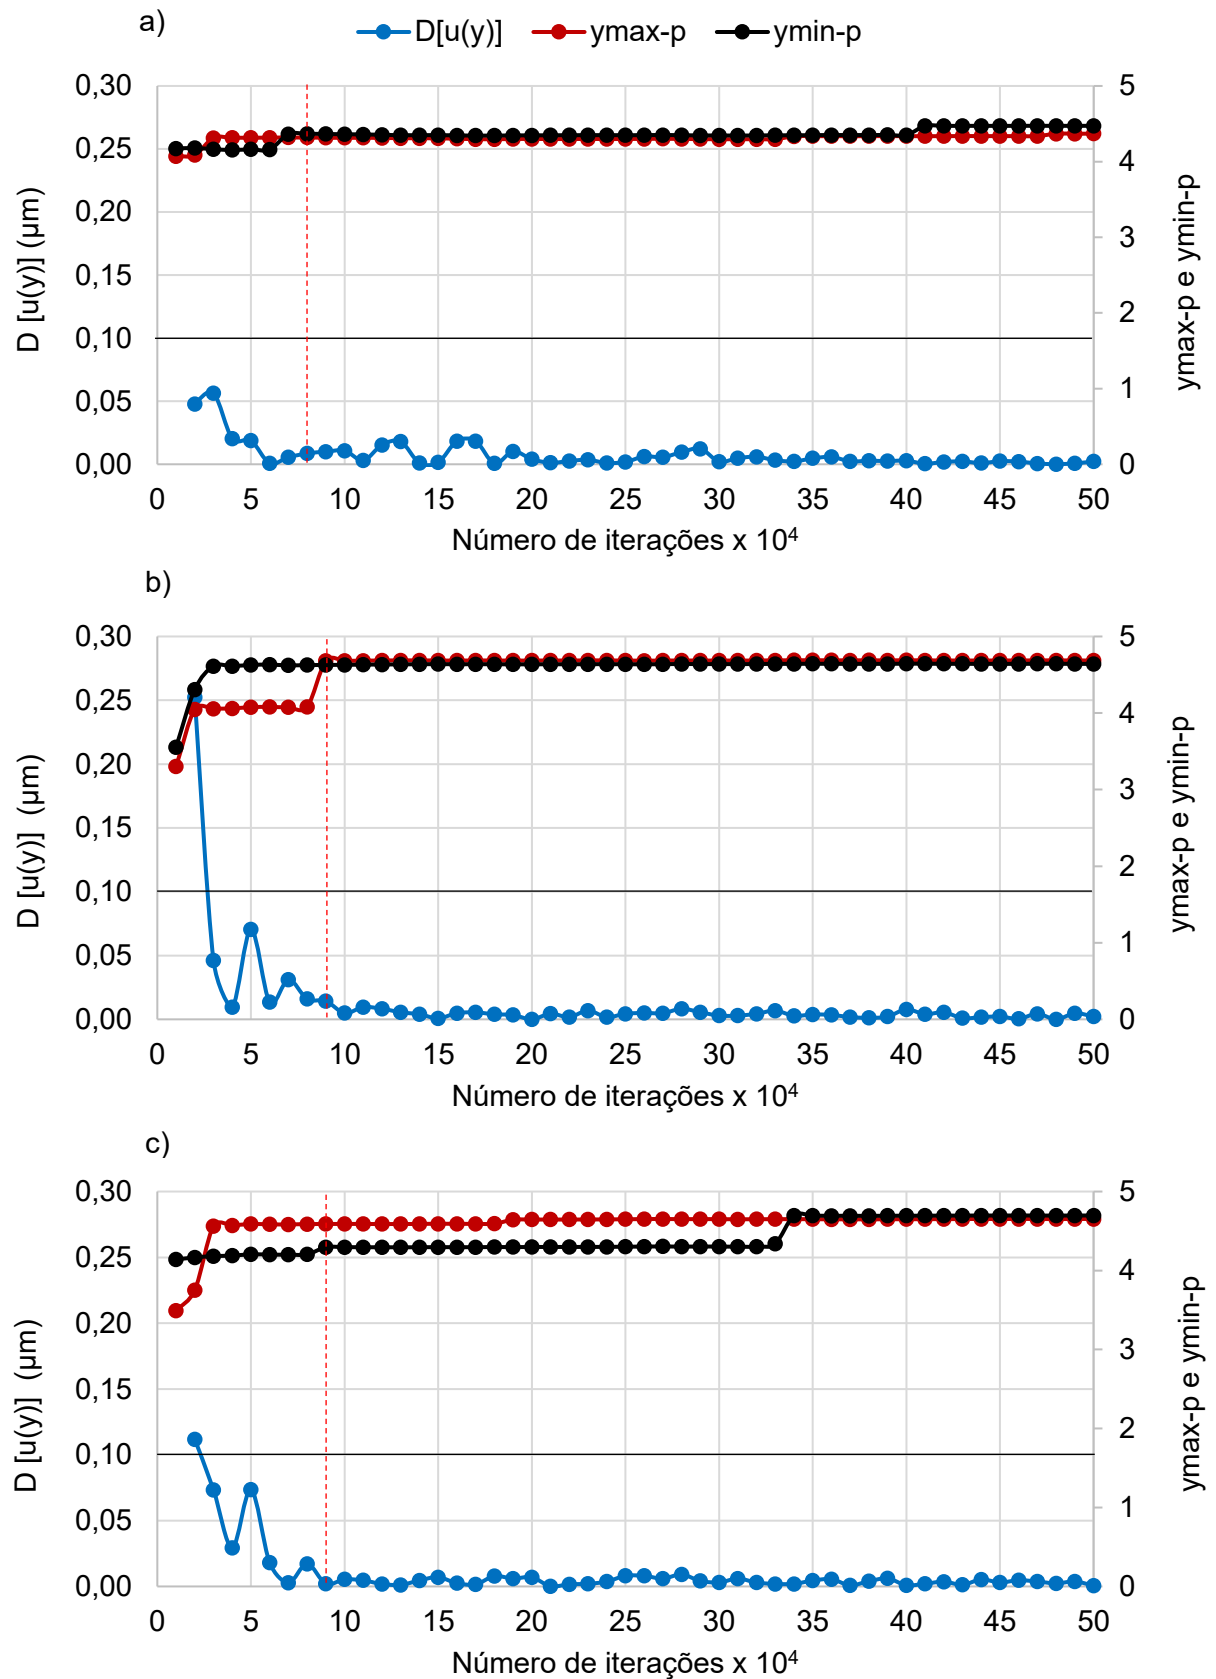 a)
D[u(y)] ymax-p ymin-p
0,30 5
0,25 4
0,20 3
0,15 2
0,10 1
0,05 0
0,00
D [u(y)] (µm)
ymax-p e ymin-p
0 5 10 15 20 25 30 35 40 45 50
Número de iterações x 10⁴
b)
0,30 5
0,25 4
0,20 3
0,15 2
0,10 1
0,05 0
0,00
D [u(y)] (µm)
ymax-p e ymin-p
0 5 10 15 20 25 30 35 40 45 50
Número de iterações x 10⁴
c)
0,30 5
0,25 4
0,20 3
0,15 2
0,10 1
0,05 0
0,00
D [u(y)] (µm)
ymax-p e ymin-p
0 5 10 15 20 25 30 35 40 45 50
Número de iterações x 10⁴